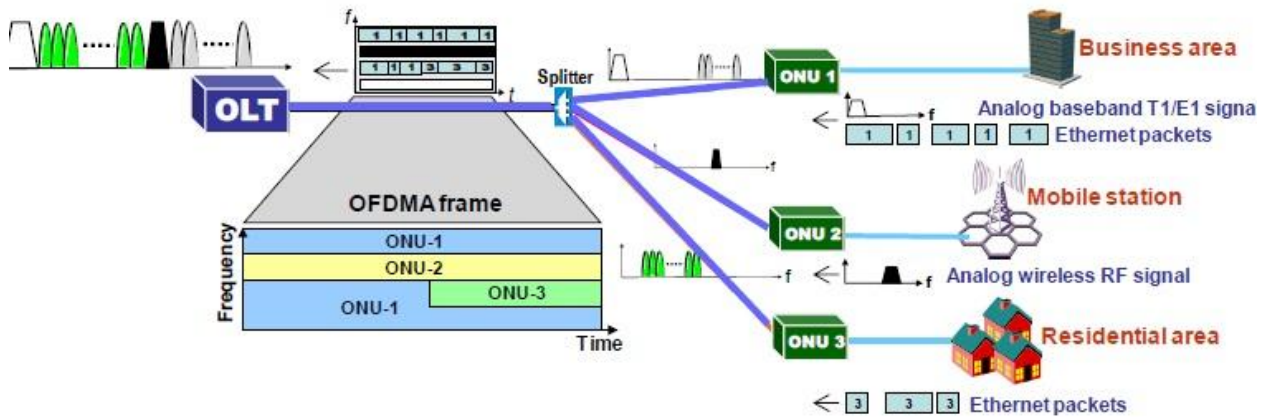 f
1 1 1 1 1 1
1 1 1 3 3 3
t
OLT
Splitter
OFDMA frame
Frequency
ONU-1
ONU-2
ONU-3
ONU-1
Time
f
ONU 1
Business area
f
Analog baseband T1/E1 signa
1 1 1 1 1 Ethernet packets
f
ONU 2
Mobile station
f
Analog wireless RF signal
f
ONU 3
Residential area
3 3 3 Ethernet packets